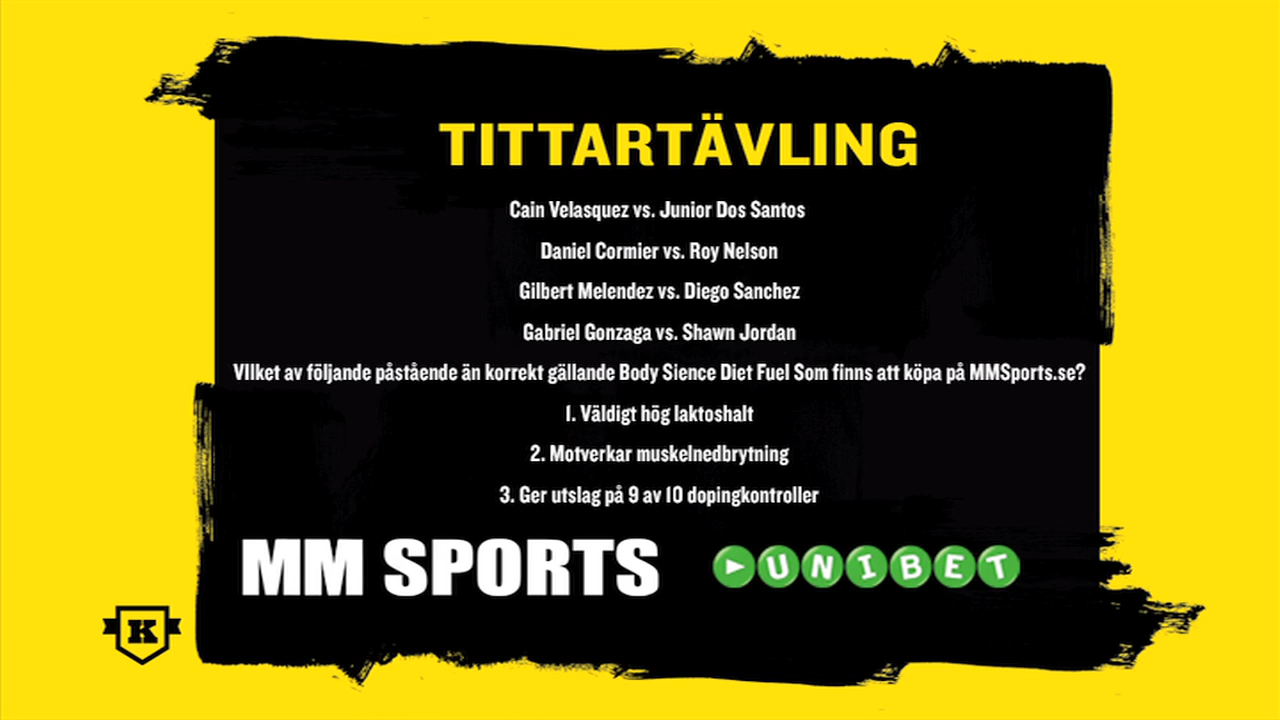 TITTARTÄVLING
Cain Velasquez vs. Junior Dos Santos
Daniel Cormier vs. Roy Nelson
Gilbert Melendez vs. Diego Sanchez
Gabriel Gonzaga vs. Shawn Jordan
VIlket av följande påstående än korrekt gällande Body Sience Diet Fuel Som finns att köpa på MMSports.se?
1. Väldigt hög laktoshalt
2. Motverkar muskelnedbrytning
3. Ger utslag på 9 av 10 dopingkontroller
MM SPORTS UNIBET
K